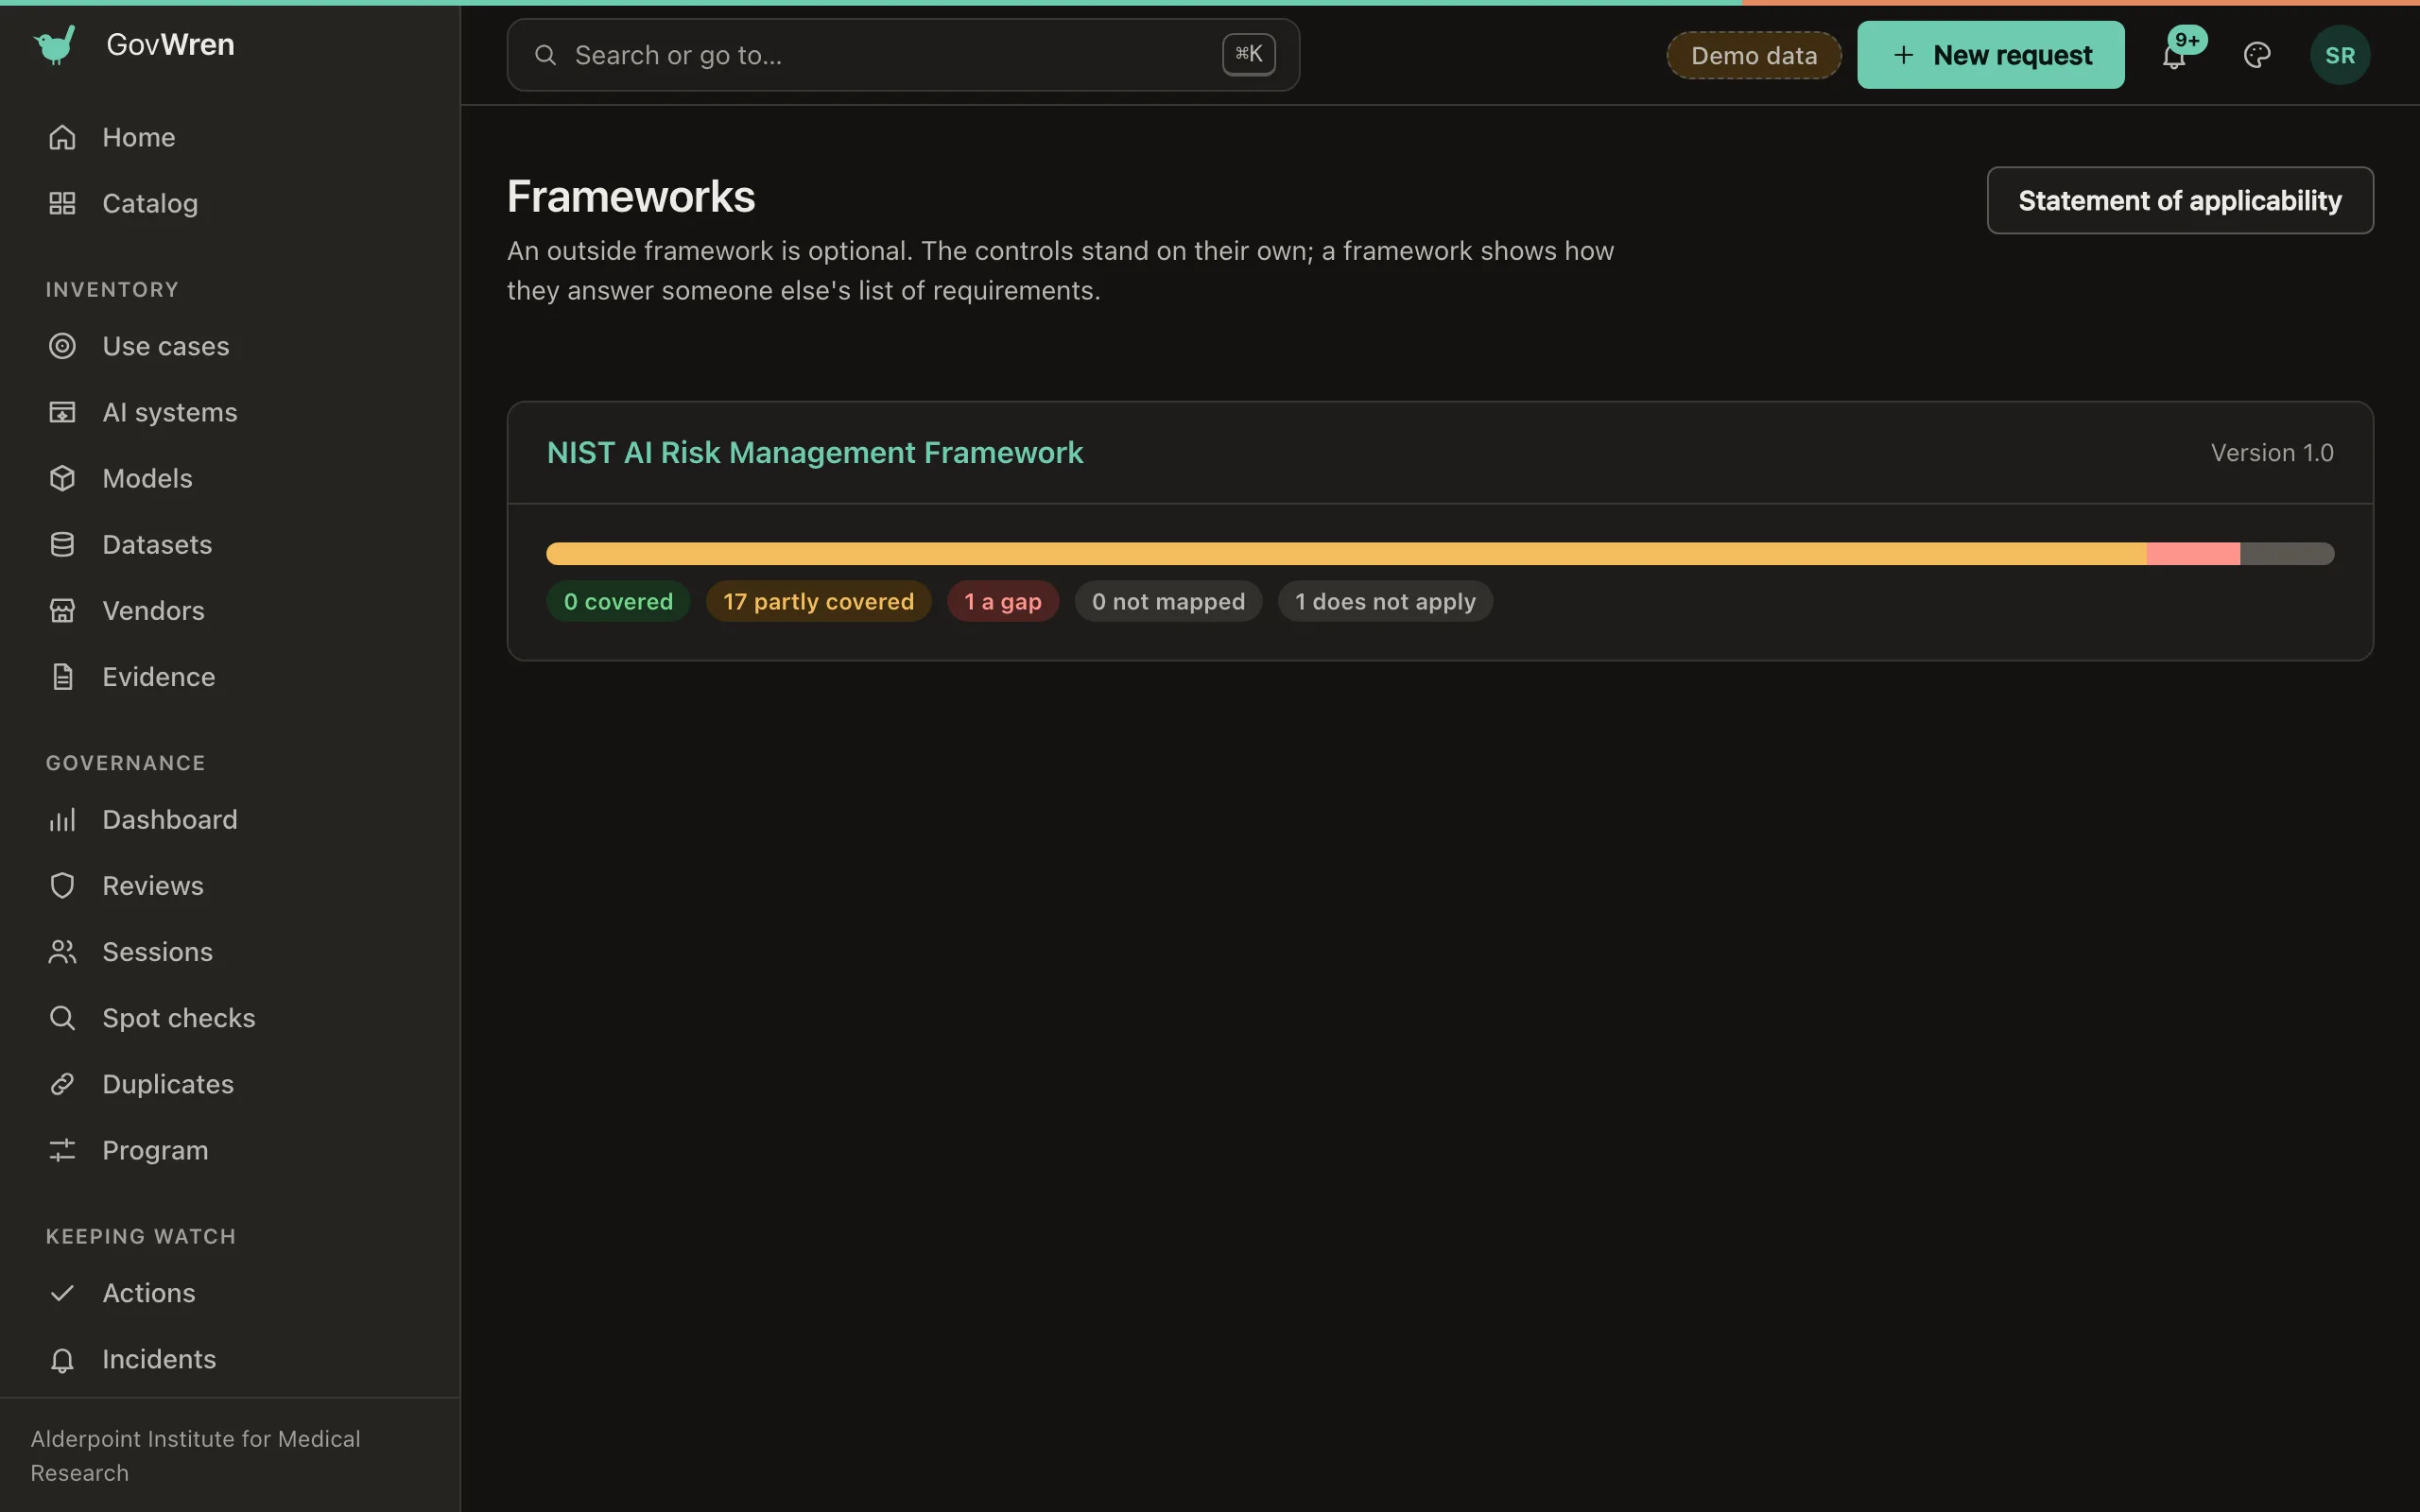 GovWren
Search or go to...
⌘K
Demo data
+ New request
9+
SR
Home
Catalog
INVENTORY
Use cases
AI systems
Models
Datasets
Vendors
Evidence
GOVERNANCE
Dashboard
Reviews
Sessions
Spot checks
Duplicates
Program
KEEPING WATCH
Actions
Incidents
Alderpoint Institute for Medical
Research
Frameworks
Statement of applicability
An outside framework is optional. The controls stand on their own; a framework shows how
they answer someone else's list of requirements.
NIST AI Risk Management Framework
Version 1.0
0 covered
17 partly covered
1 a gap
0 not mapped
1 does not apply